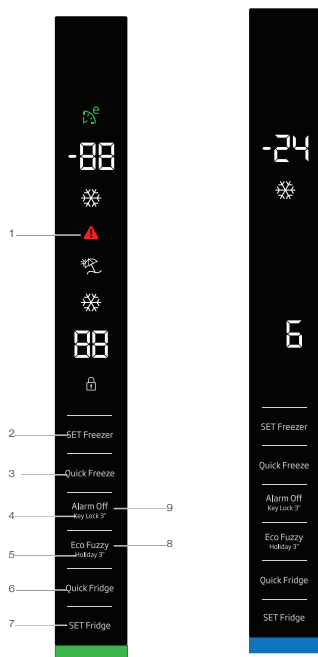 e
-88
1
88
2
SET Freezer
3
Quick Freeze
Alarm Off
9
4
Key Lock 3"
Eco Fuzzy
8
5
Holiday 3"
6
Quick Fridge
7
SET Fridge
-24
6
SET Freezer
Quick Freeze
Alarm Off
Key Lock 3"
Eco Fuzzy
Holiday 3"
Quick Fridge
SET Fridge